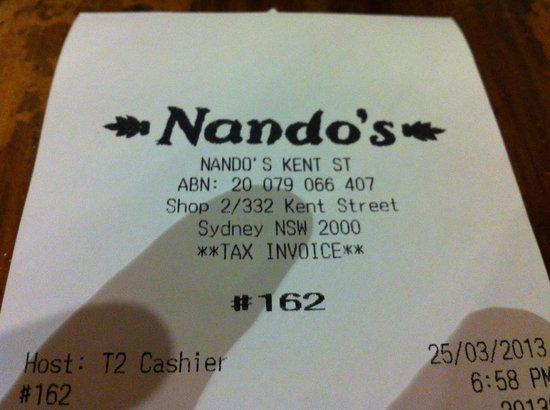 Nando's
NANDO'S KENT ST
ABN: 20 079 066 407
Shop 2/332 Kent Street
Sydney NSW 2000
**TAX INVOICE**
#162
Host: T2 Cashier 25/03/2013
#162 6:58 PM